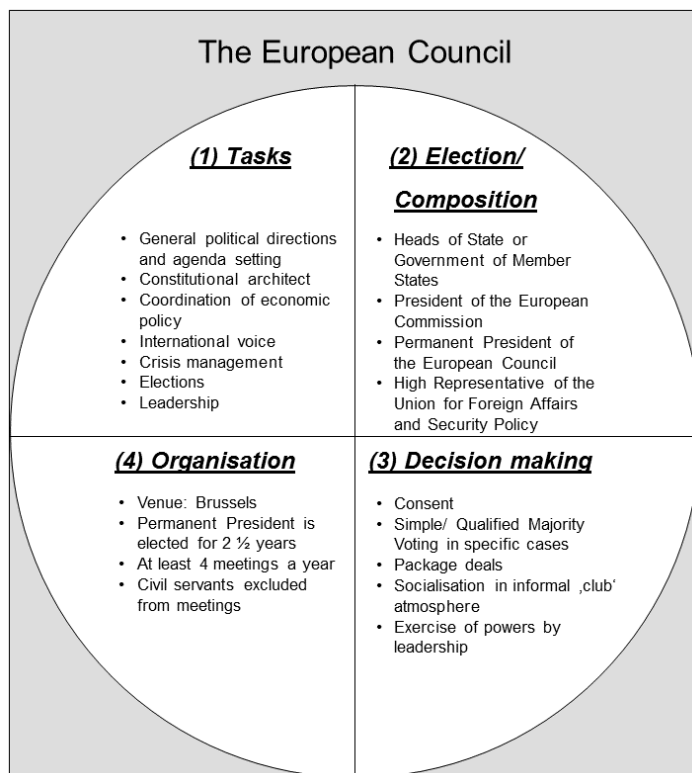 The European Council
(1) Tasks
• General political directions
and agenda setting
• Constitutional architect
• Coordination of economic
policy
• International voice
• Crisis management
• Elections
• Leadership
(2) Election/
Composition
• Heads of State or
Government of Member
States
• President of the European
Commission
• Permanent President of
the European Council
• High Representative of the
Union for Foreign Affairs
and Security Policy
(4) Organisation
• Venue: Brussels
• Permanent President is
elected for 2 ½ years
• At least 4 meetings a year
• Civil servants excluded
from meetings
(3) Decision making
• Consent
• Simple/ Qualified Majority
Voting in specific cases
• Package deals
• Socialisation in informal ‚club‘
atmosphere
• Exercise of powers by
leadership